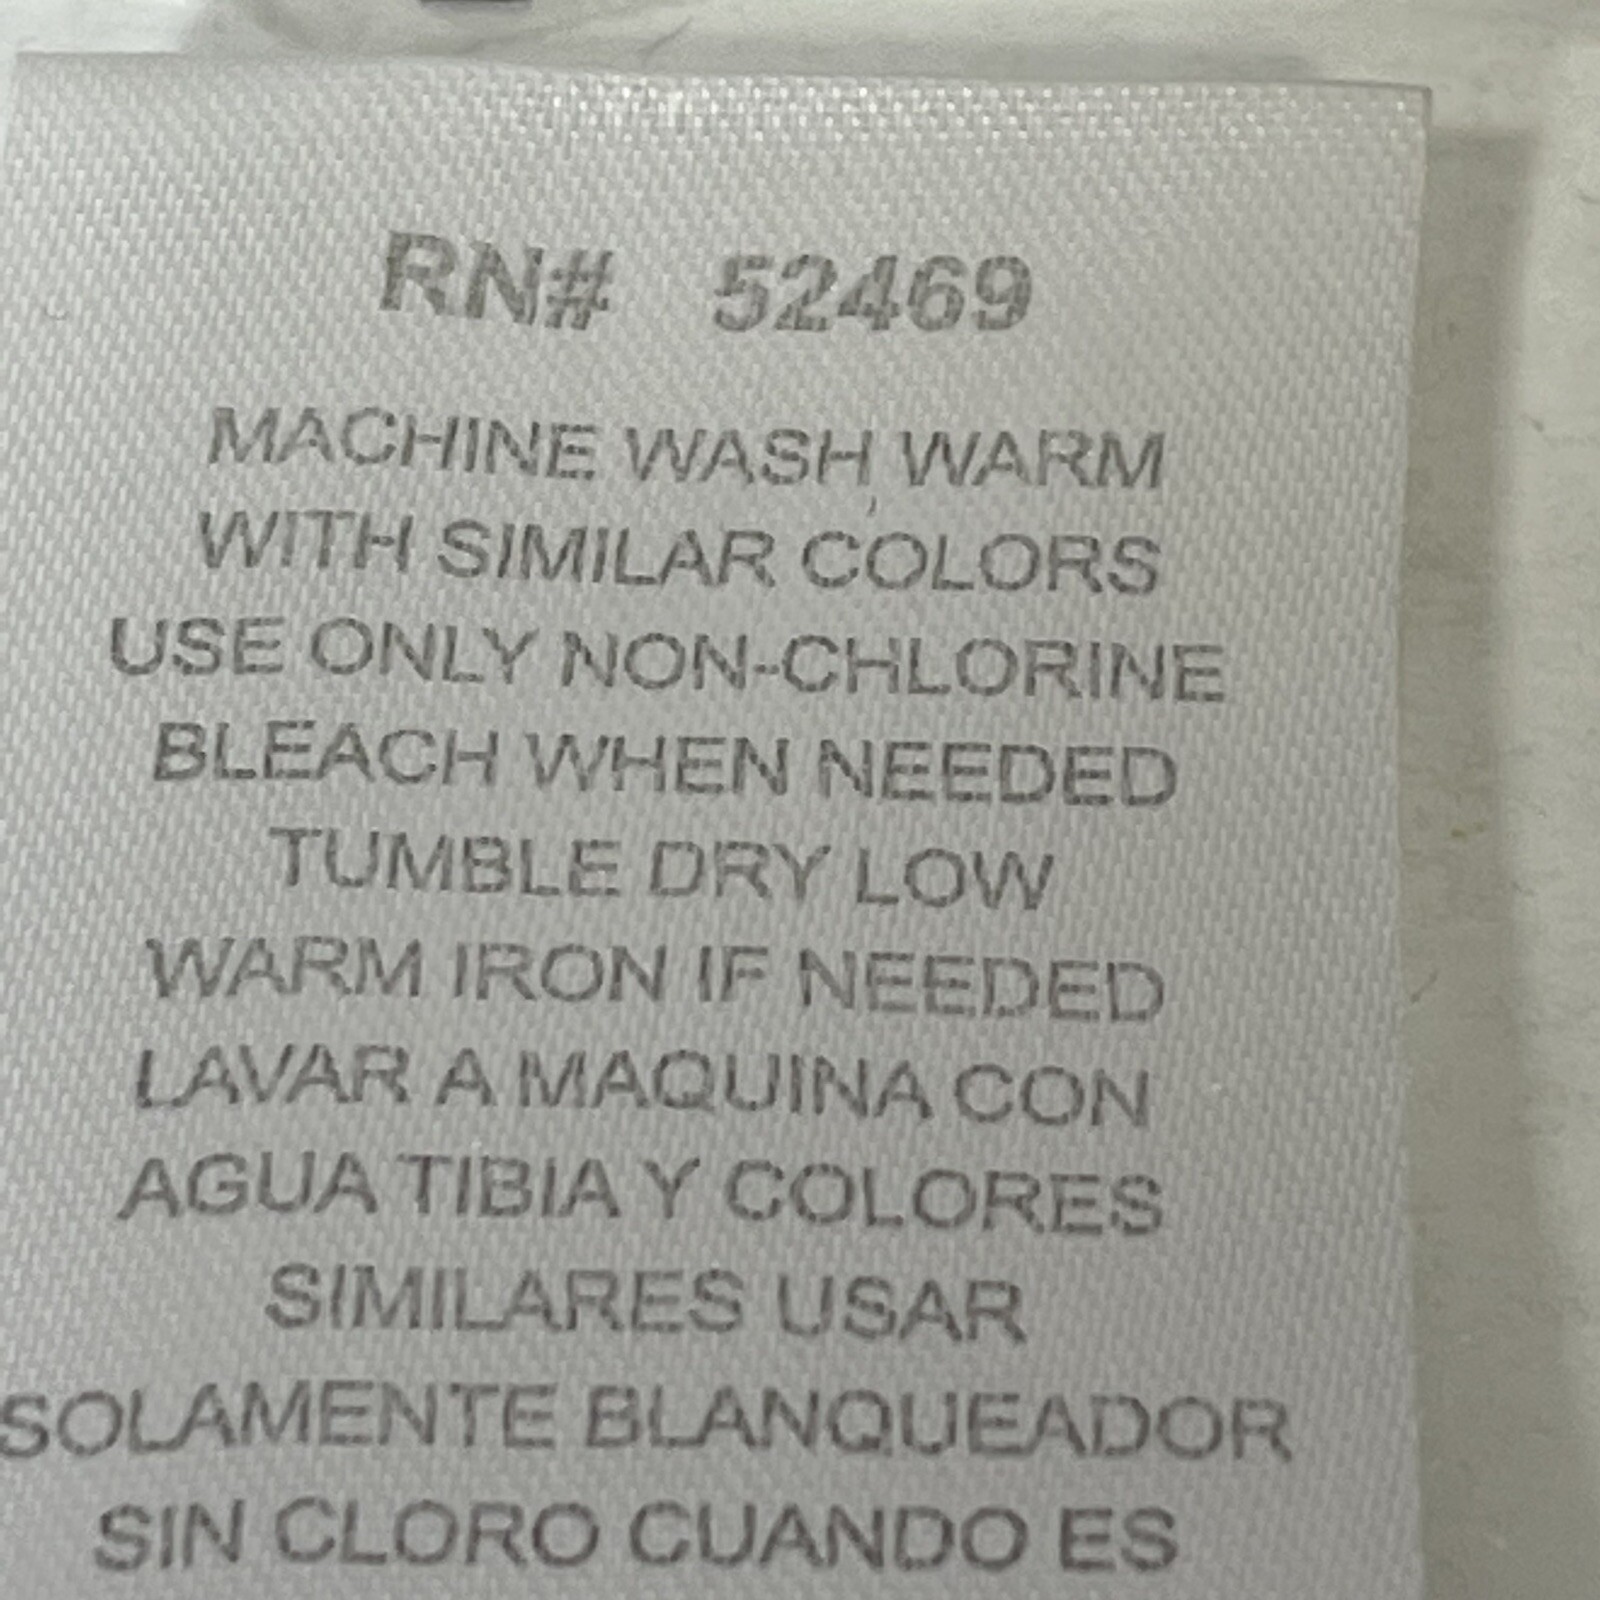 RN# 52469
MACHINE WASH WARM
WITH SIMILAR COLORS
USE ONLY NON-CHLORINE
BLEACH WHEN NEEDED
TUMBLE DRY LOW
WARM IRON IF NEEDED
LAVAR A MAQUINA CON
AGUA TIBIA Y COLORES
SIMILARES USAR
SOLAMENTE BLANQUEADOR
SIN CLORO CUANDO ES